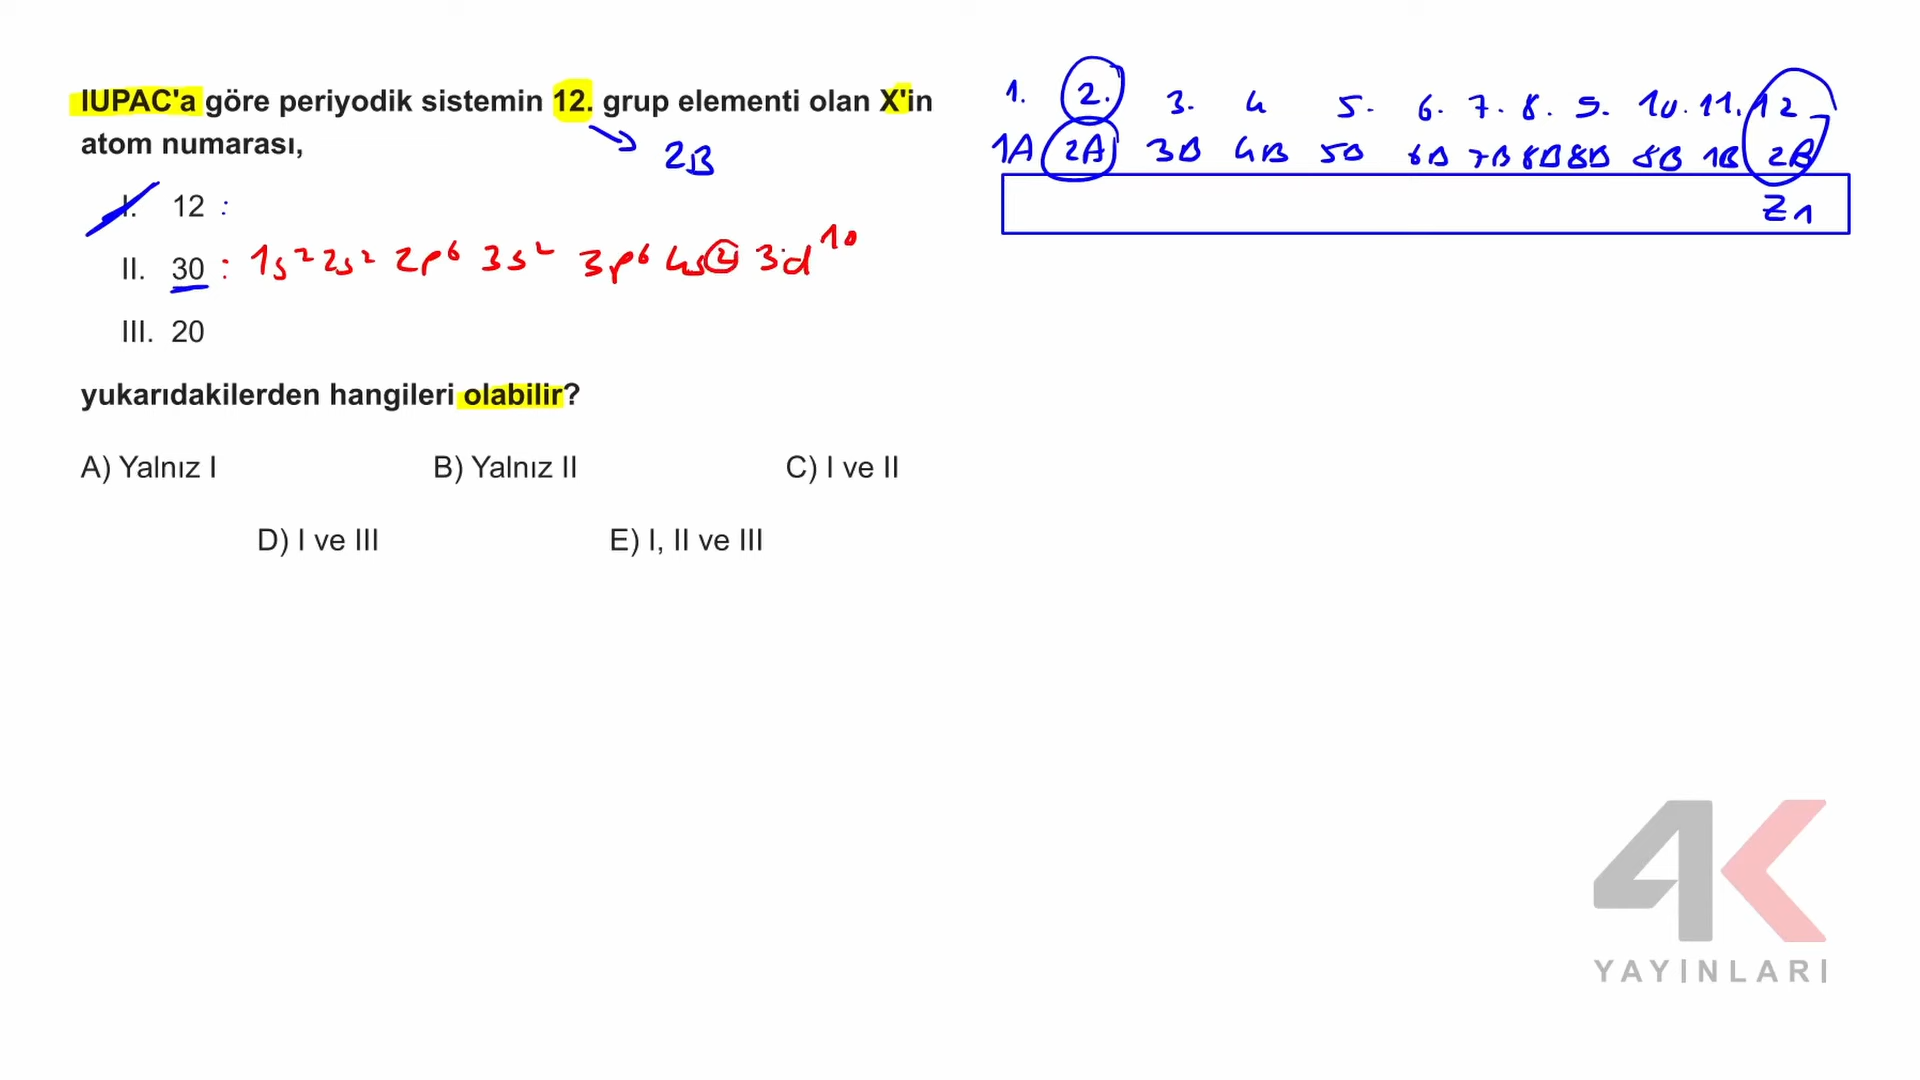 IUPAC'a göre periyodik sistemin 12. grup elementi olan X'in
atom numarası,
2B
I. 12 :
II. 30 : 1s² 2s² 2p⁶ 3s² 3p⁶ 4s² 3d¹⁰
III. 20
yukarıdakilerden hangileri olabilir?
A) Yalnız I B) Yalnız II C) I ve II
D) I ve III E) I, II ve III
1. 2. 3. 4 5. 6. 7. 8. 9. 10. 11. 12
1A 2A 3B 4B 5B 6B 7B 8B 8B 8B 1B 2B
Zn
4K
YAYINLARI